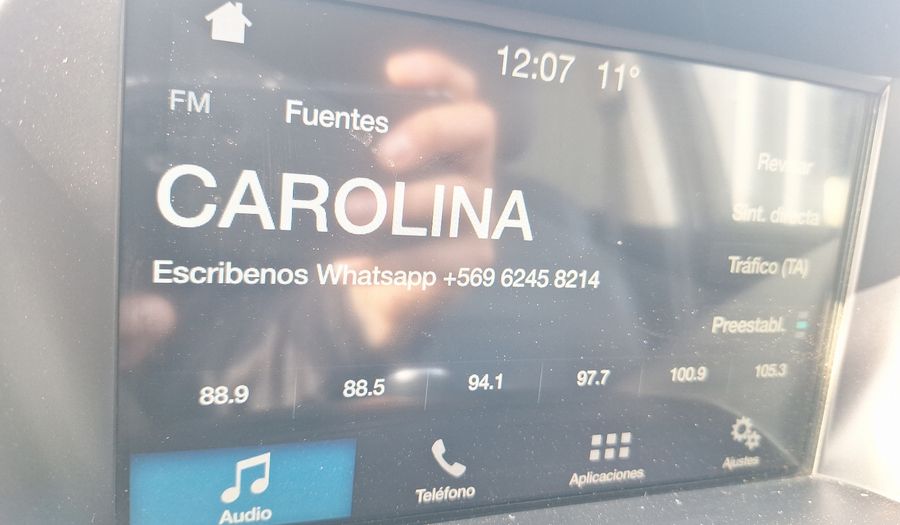 12:07 11°
FM
Fuentes
Revisar
CAROLINA
Sint. directa
Escribenos Whatsapp +569 6245 8214
Tráfico (TA)
Preestabl.
88.9
88.5
94.1
97.7
100.9
105.3
Audio
Teléfono
Aplicaciones
Ajustes